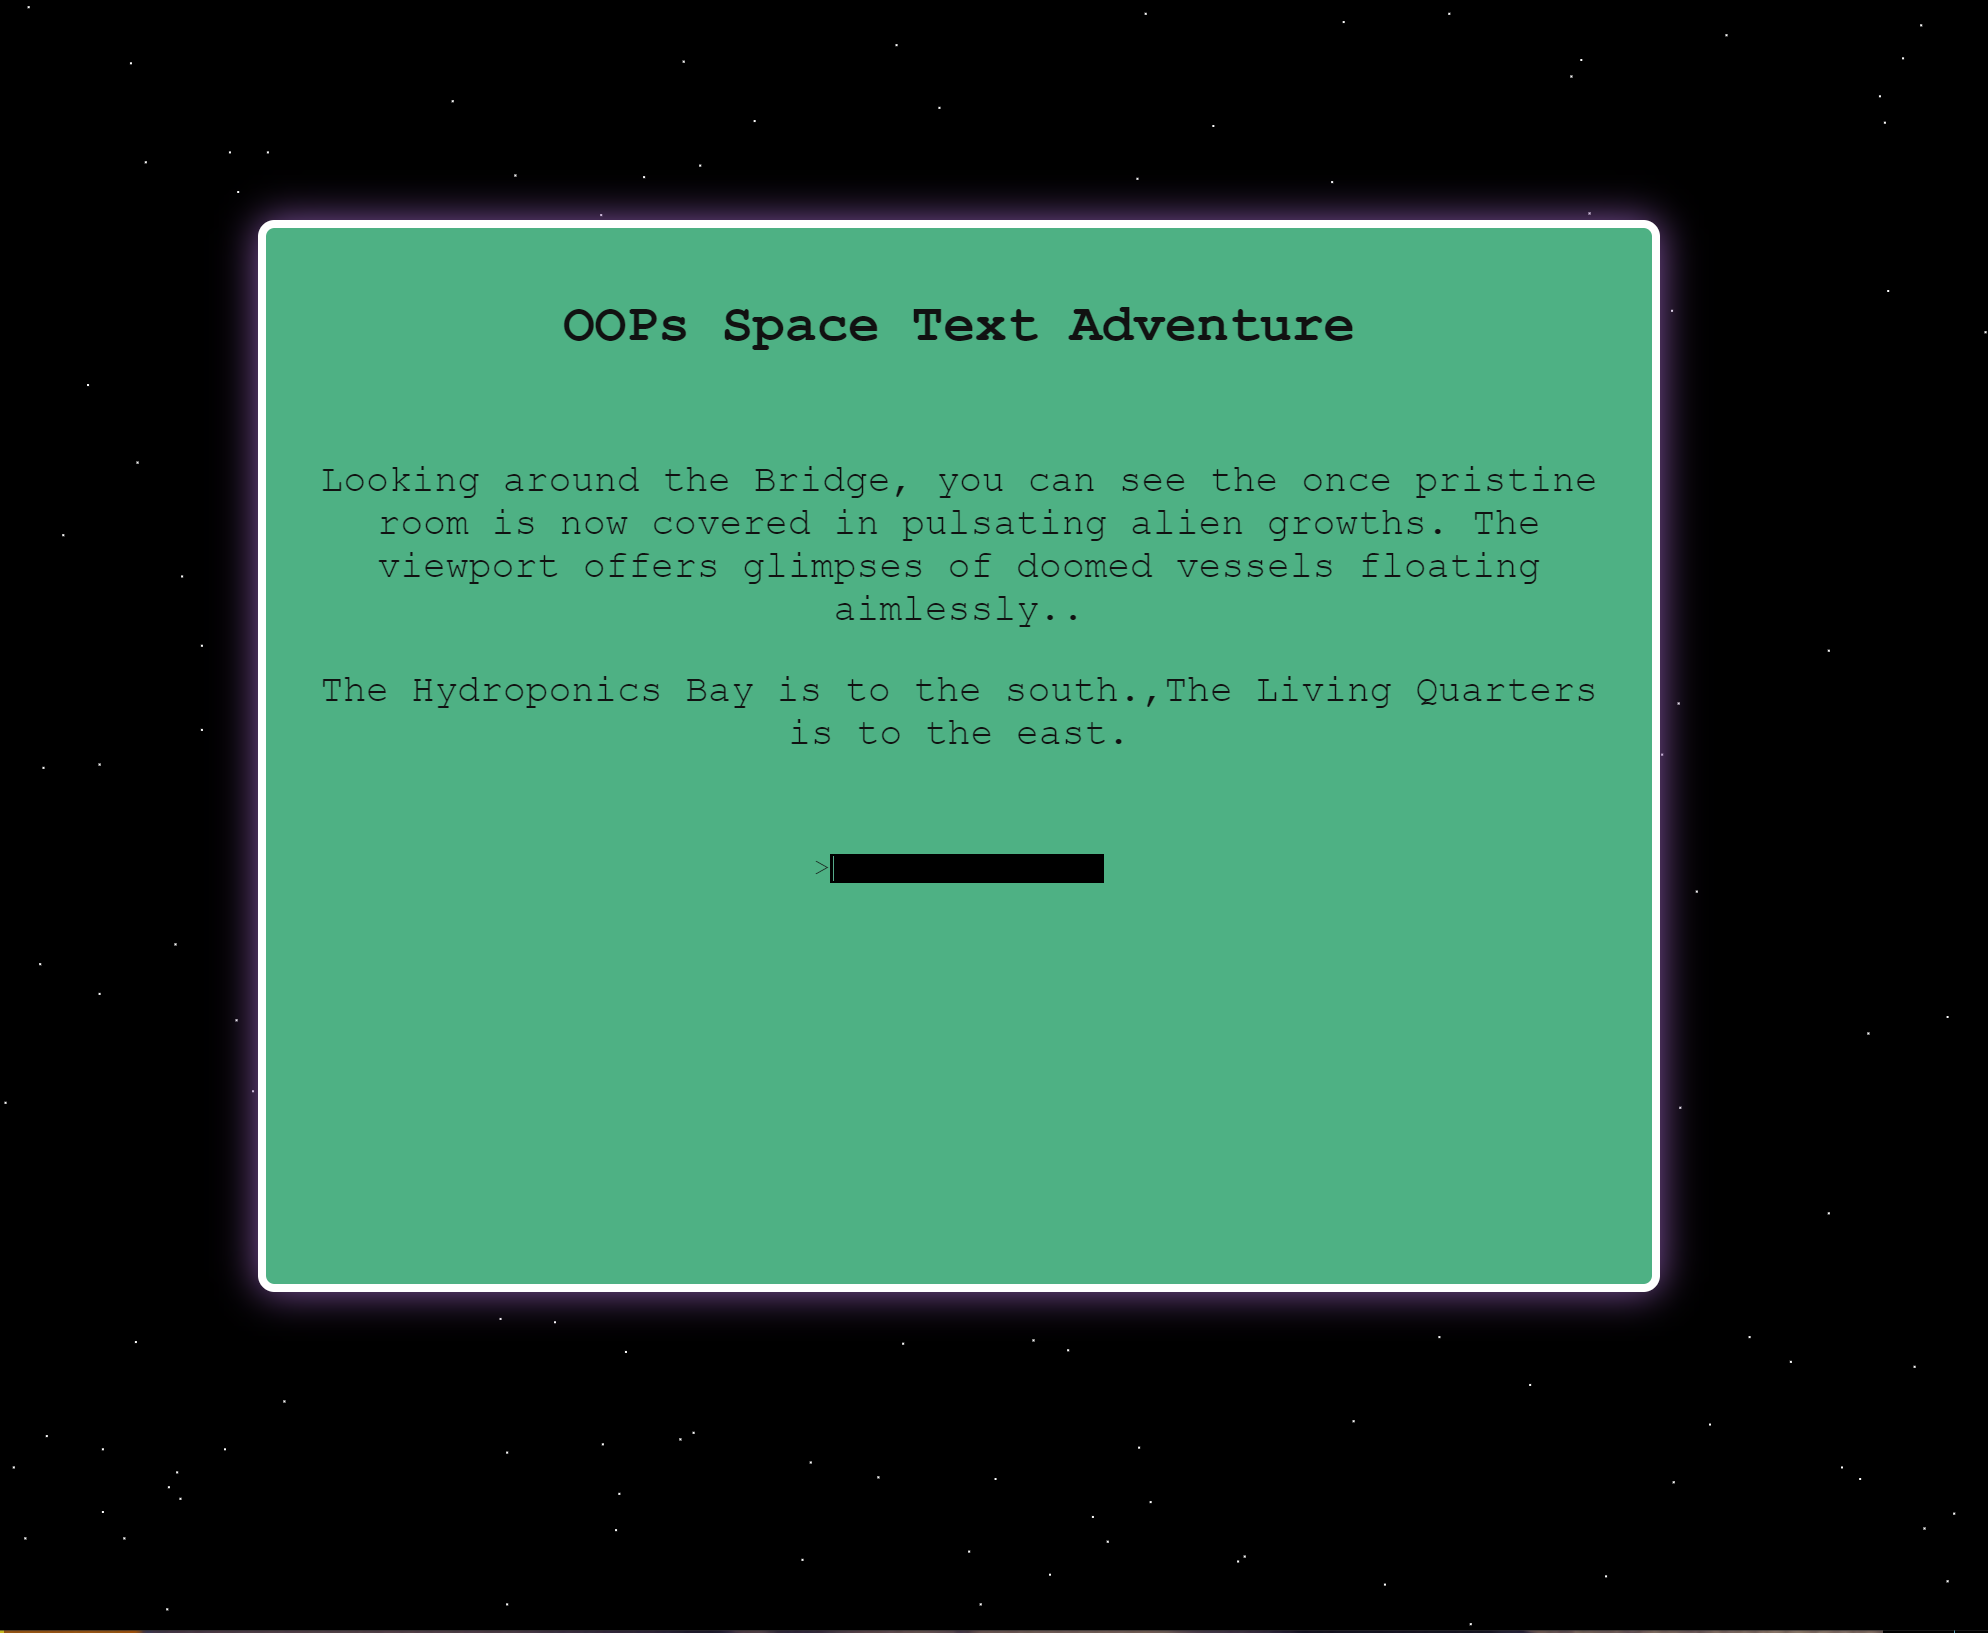 OOPs Space Text Adventure
Looking around the Bridge, you can see the once pristine
room is now covered in pulsating alien growths. The
viewport offers glimpses of doomed vessels floating
aimlessly..
The Hydroponics Bay is to the south.,The Living Quarters
is to the east.
>